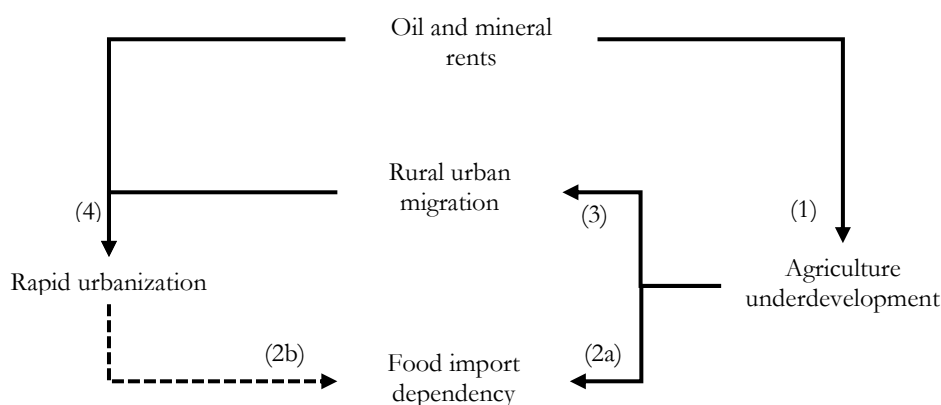 Oil and mineral
rents
Rural urban
migration
(4)
(3)
(1)
Rapid urbanization
Agriculture
underdevelopment
(2b)
Food import
dependency
(2a)